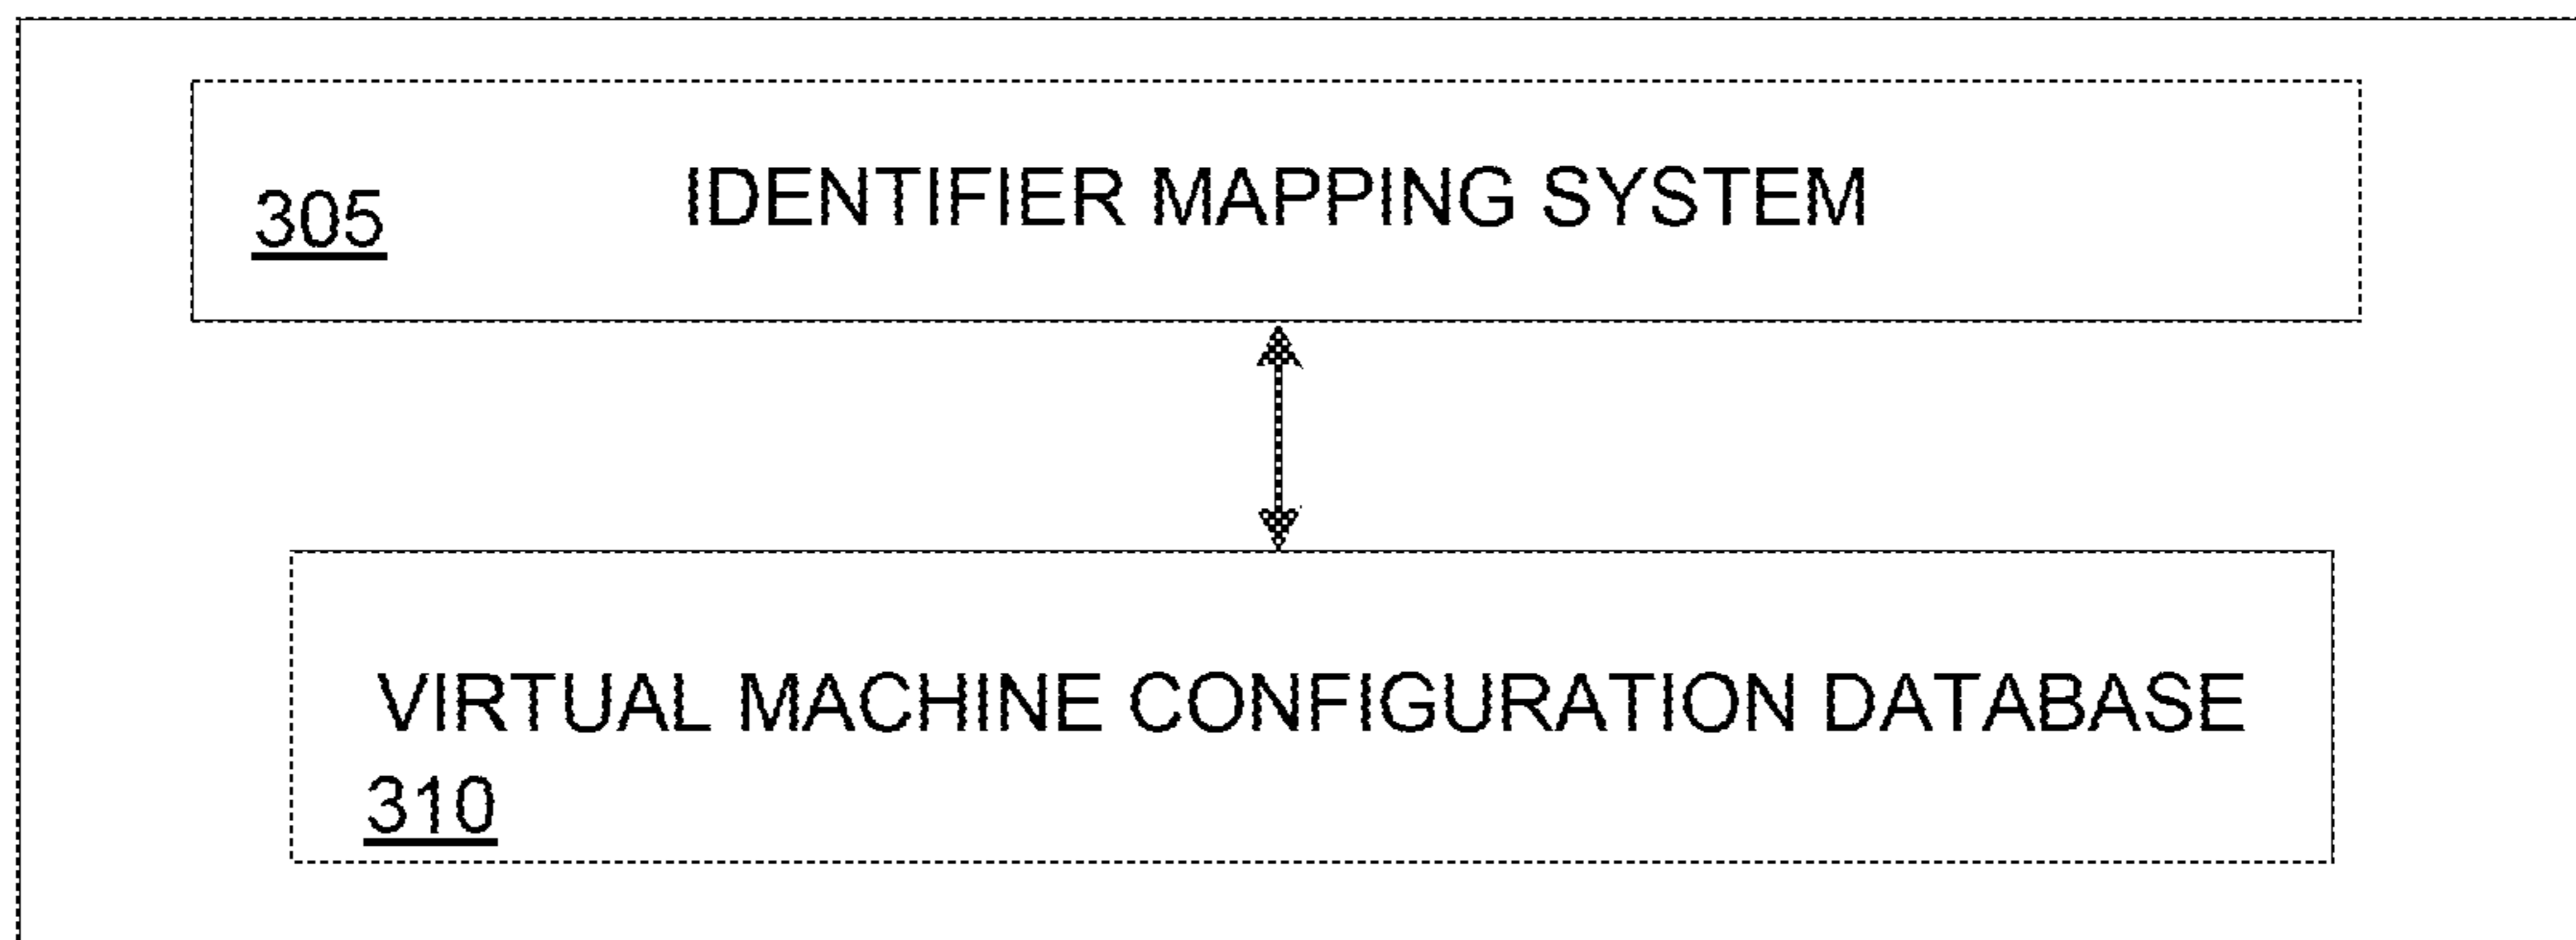 305 IDENTIFIER MAPPING SYSTEM
VIRTUAL MACHINE CONFIGURATION DATABASE
310